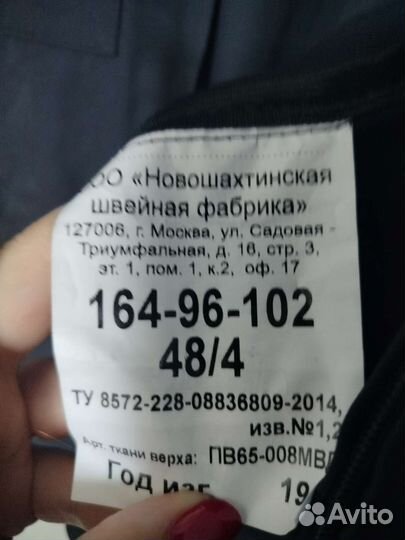 ОО «Новошахтинская
швейная фабрика»
127006, г. Москва, ул. Садовая -
Триумфальная, д. 16, стр. 3,
эт. 1, пом. 1, к.2, оф. 17
164-96-102
48/4
ТУ 8572-228-08836809-2014,
изв.№1,2
Арт. ткани верха: ПВ65-008МВД
Год изг 19
Avito